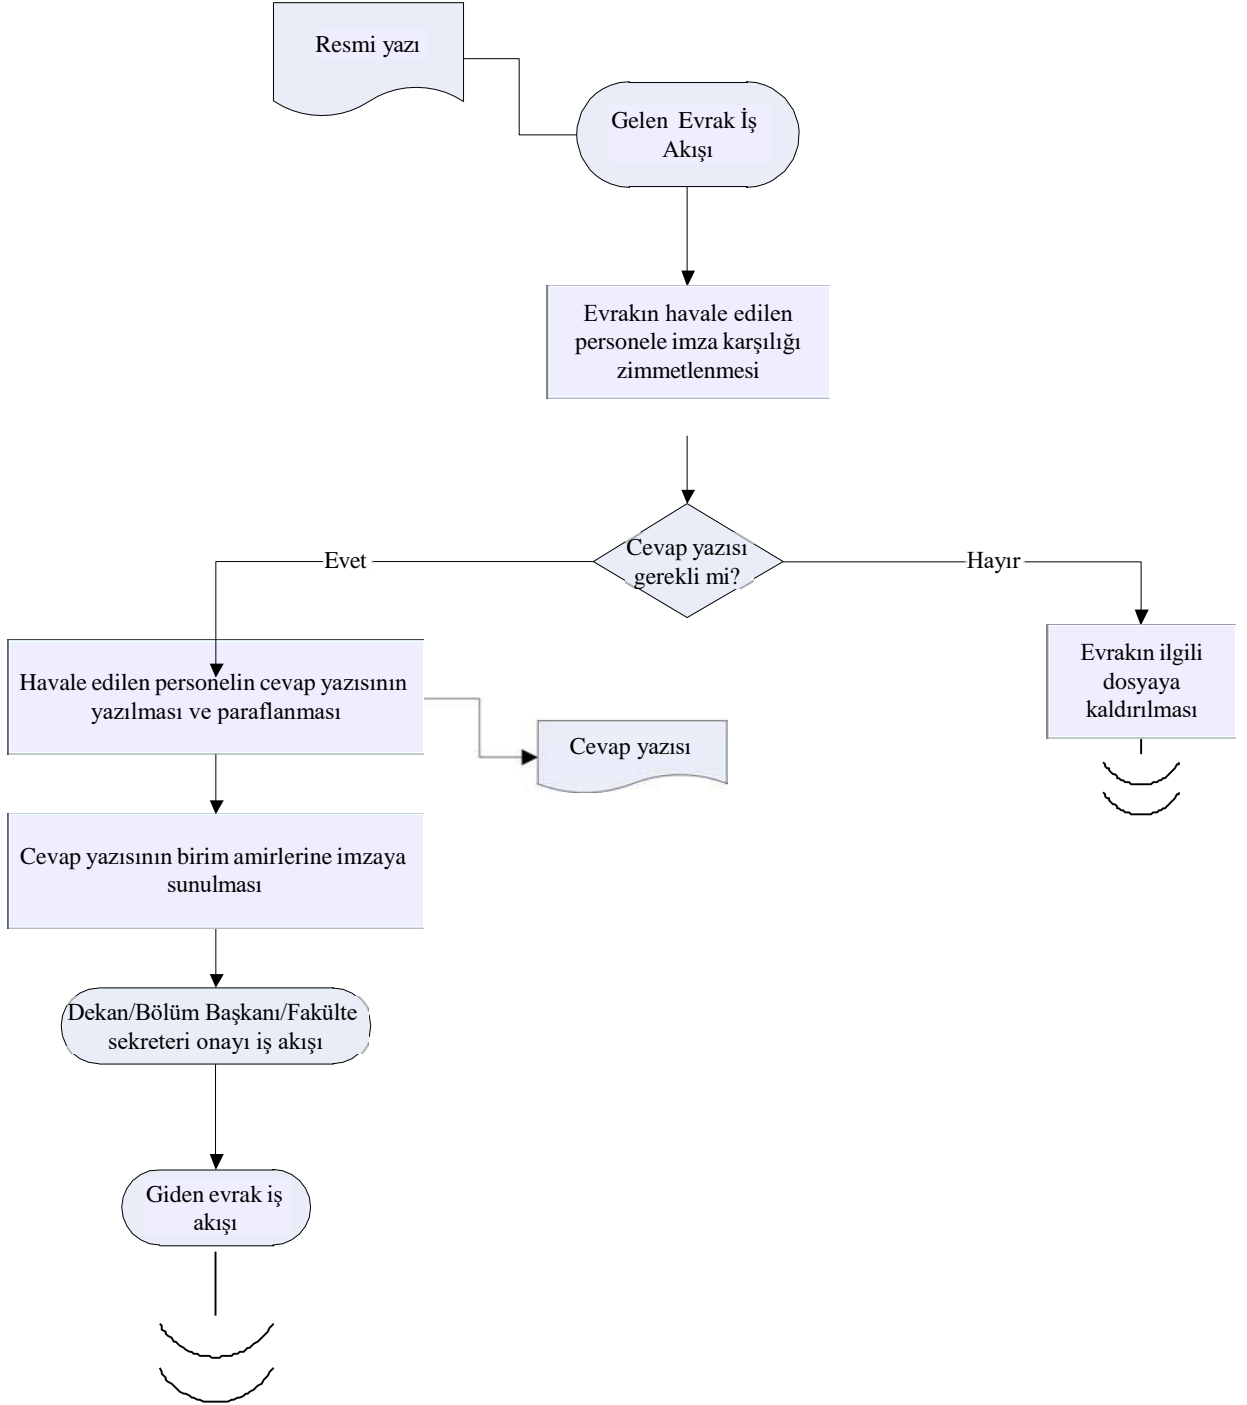 Resmi yazı
Gelen Evrak İş
Akışı
Evrakın havale edilen
personele imza karşılığı
zimmetlenmesi
Cevap yazısı
gerekli mi?
Evet
Hayır
Havale edilen personelin cevap yazısının
yazılması ve paraflanması
Evrakın ilgili
dosyaya
kaldırılması
Cevap yazısı
Cevap yazısının birim amirlerine imzaya
sunulması
Dekan/Bölüm Başkanı/Fakülte
sekreteri onayı iş akışı
Giden evrak iş
akışı